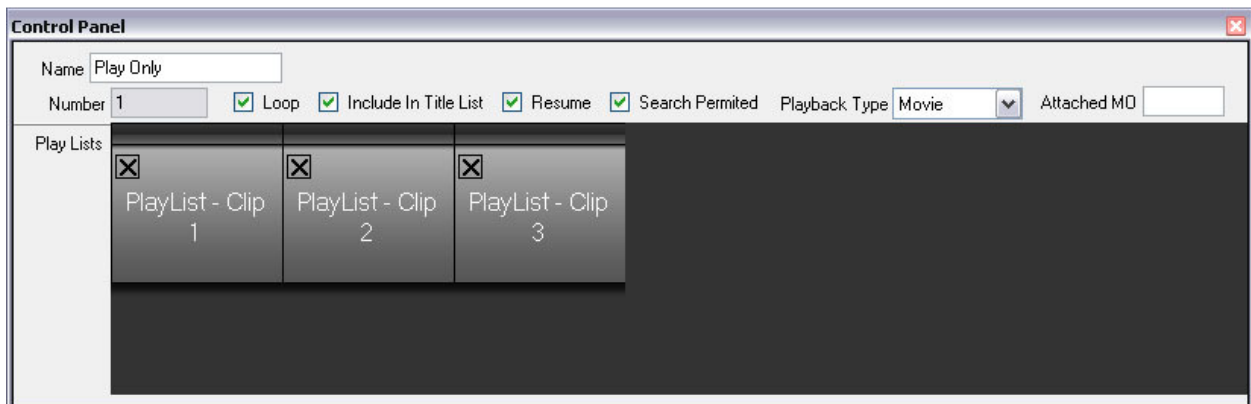 Control Panel
Name Play Only
Number 1 Loop Include In Title List Resume Search Permited Playback Type Movie Attached MO
Play Lists
PlayList - Clip 1
PlayList - Clip 2
PlayList - Clip 3